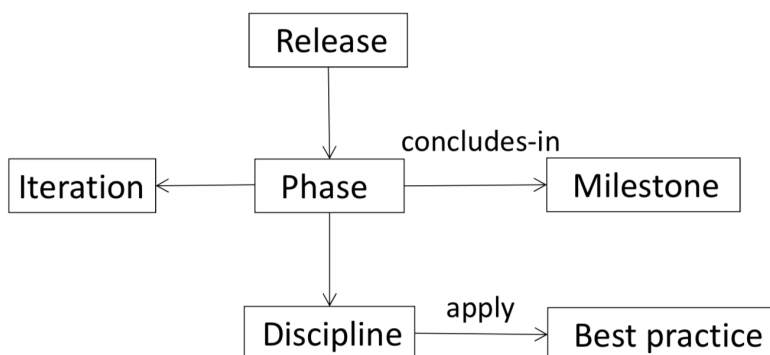 Release
concludes-in
Iteration
Phase
Milestone
apply
Discipline
Best practice